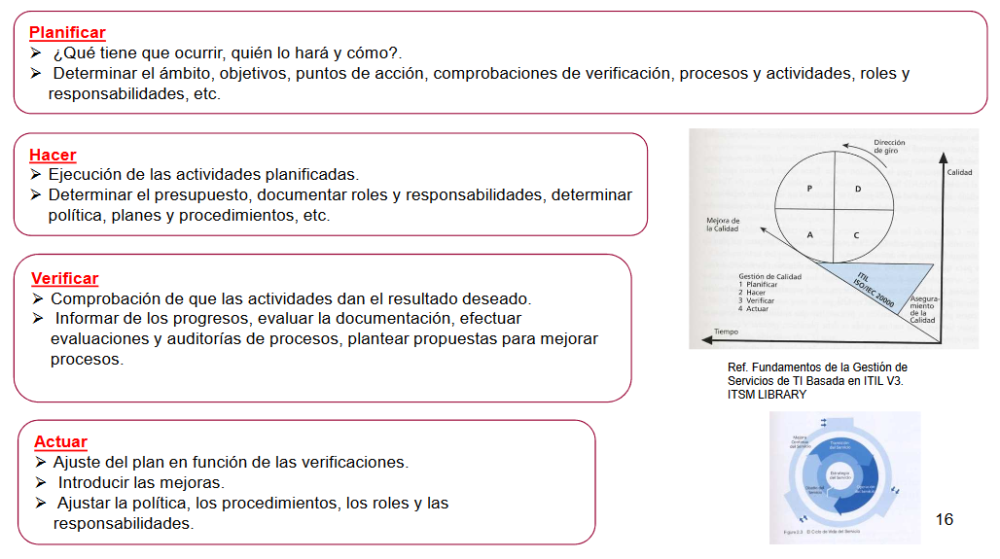 Planificar
➢ ¿Qué tiene que ocurrir, quién lo hará y cómo?.
➢ Determinar el ámbito, objetivos, puntos de acción, comprobaciones de verificación, procesos y actividades, roles y
responsabilidades, etc.
Hacer
➢ Ejecución de las actividades planificadas.
➢ Determinar el presupuesto, documentar roles y responsabilidades, determinar
política, planes y procedimientos, etc.
Verificar
➢ Comprobación de que las actividades dan el resultado deseado.
➢ Informar de los progresos, evaluar la documentación, efectuar
evaluaciones y auditorías de procesos, plantear propuestas para mejorar
procesos.
Actuar
➢ Ajuste del plan en función de las verificaciones.
➢ Introducir las mejoras.
➢ Ajustar la política, los procedimientos, los roles y las
responsabilidades.
Dirección
de giro
Calidad
P D
Mejora de
la Calidad
A C
Gestión de Calidad
1 Planificar
2 Hacer
3 Verificar
4 Actuar
ITIL
ISO/IEC 20000
Asegura-
miento
de la
Calidad
Tiempo
Ref. Fundamentos de la Gestión de
Servicios de TI Basada en ITIL V3.
ITSM LIBRARY
Mejora
Continua
del Servicio
Transición
del Servicio
Estrategia
del Servicio
Diseño del
Servicio
del Servicio
Figura 2.3 El Ciclo de Vida del Servicio
16